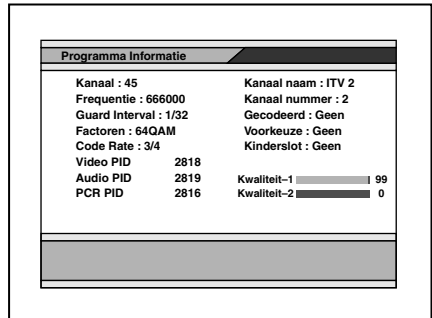 Programma Informatie
Kanaal : 45
Frequentie : 666000
Guard Interval : 1/32
Factoren : 64QAM
Code Rate : 3/4
Video PID 2818
Audio PID 2819
PCR PID 2816
Kanaal naam : ITV 2
Kanaal nummer : 2
Gecodeerd : Geen
Voorkeuze : Geen
Kinderslot : Geen
Kwaliteit–1 99
Kwaliteit–2 0